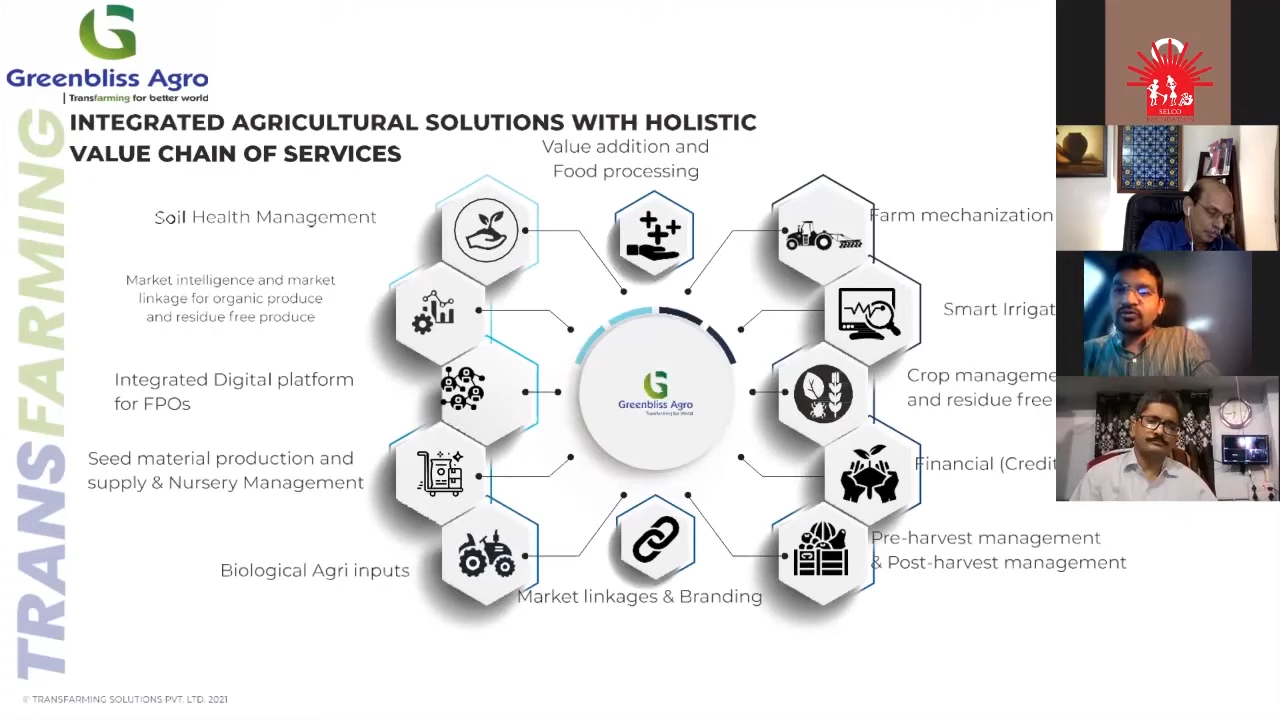 Greenbliss Agro
Transfarming for better world
TRANSFARMING
INTEGRATED AGRICULTURAL SOLUTIONS WITH HOLISTIC
VALUE CHAIN OF SERVICES
Value addition and
Food processing
Soil Health Management
Farm mechanization
Market intelligence and market
linkage for organic produce
and residue free produce
Smart Irrigat
Integrated Digital platform
for FPOs
Crop manageme
and residue free
Greenbliss Agro
Seed material production and
supply & Nursery Management
Financial (Credit
Pre-harvest management
& Post-harvest management
Biological Agri inputs
Market linkages & Branding
© TRANSFARMING SOLUTIONS PVT. LTD. 2021
SELCO